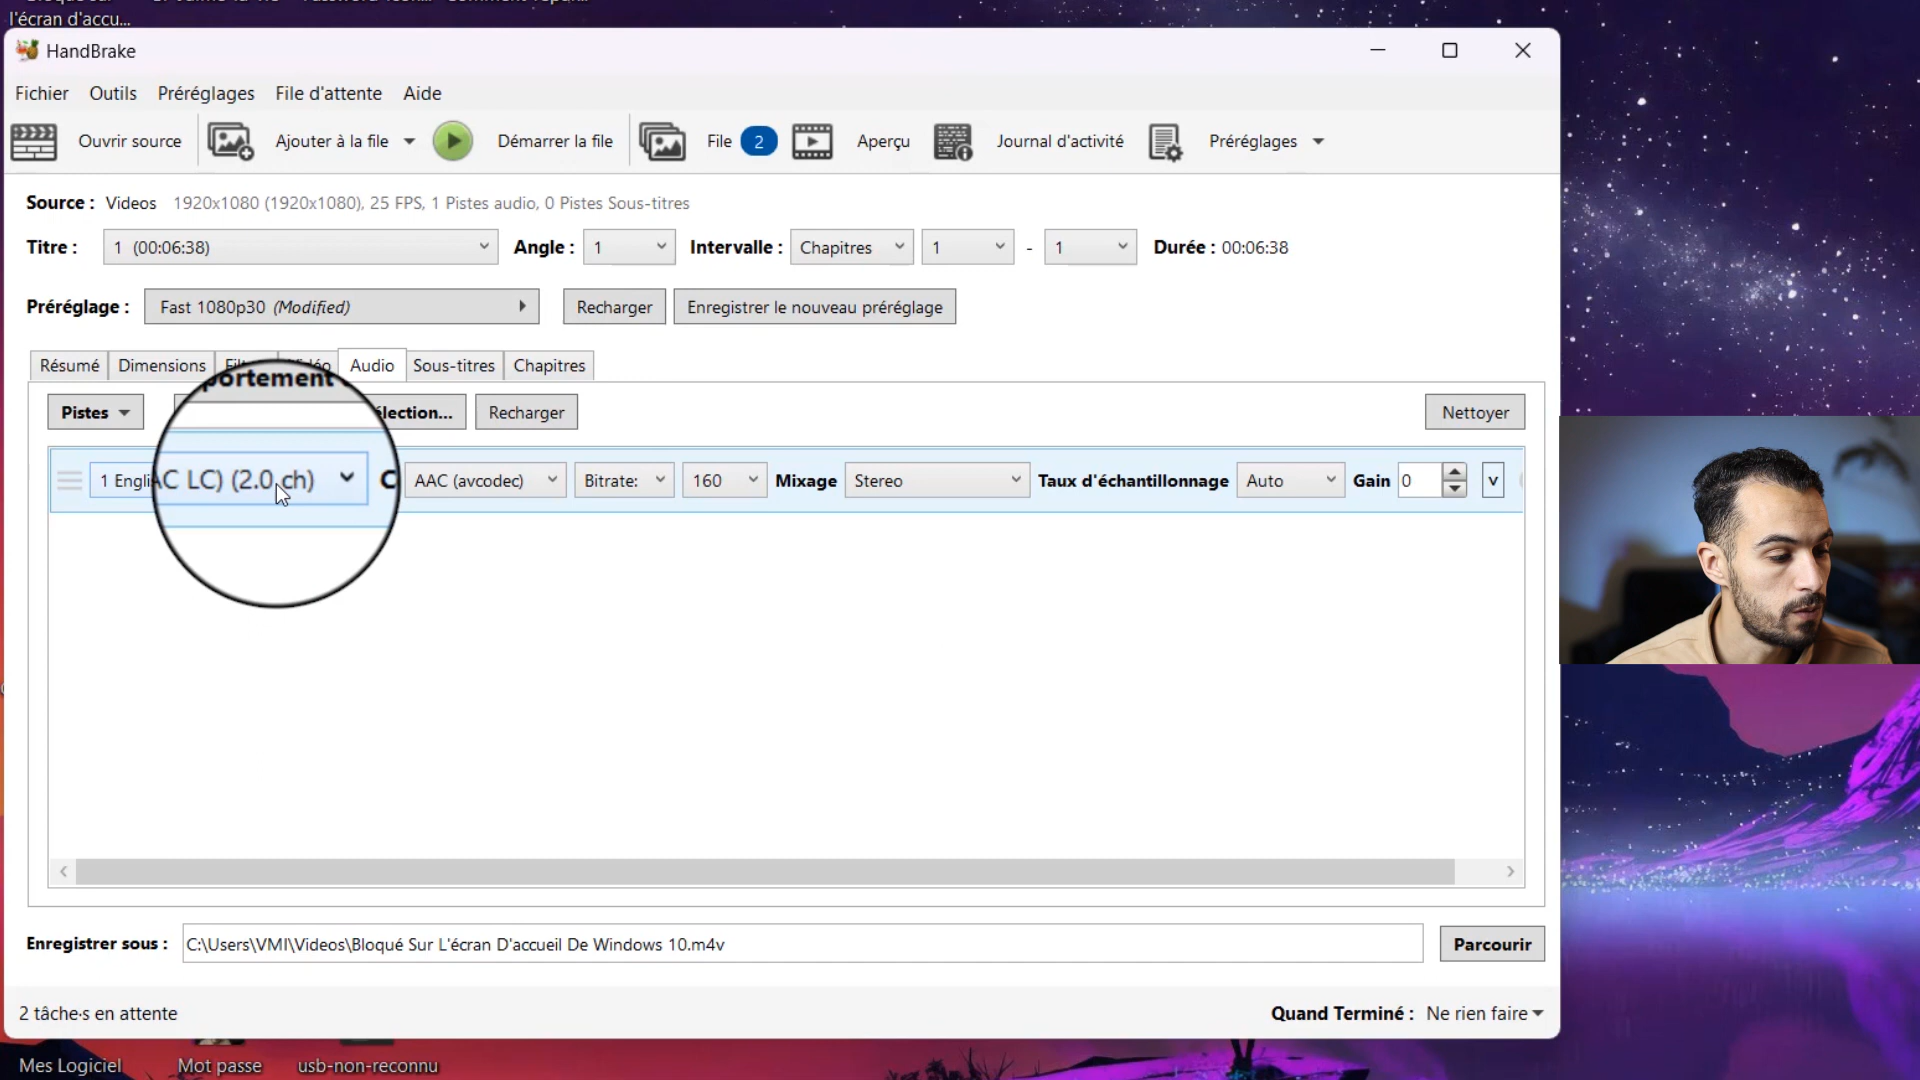 l'écran d'accu...
HandBrake
Fichier Outils Préréglages File d'attente Aide
Ouvrir source Ajouter à la file Démarrer la file File 2 Aperçu Journal d'activité Préréglages
Source : Videos 1920x1080 (1920x1080), 25 FPS, 1 Pistes audio, 0 Pistes Sous-titres
Titre : 1 (00:06:38) Angle : 1 Intervalle : Chapitres 1 - 1 Durée : 00:06:38
Préréglage : Fast 1080p30 (Modified) Recharger Enregistrer le nouveau préréglage
Résumé Dimensions Audio Sous-titres Chapitres
portement
Pistes élection... Recharger Nettoyer
1 Engli AC LC) (2.0 ch) C AAC (avcodec) Bitrate: 160 Mixage Stereo Taux d'échantillonnage Auto Gain 0 v
Enregistrer sous : C:\Users\VMI\Videos\Bloqué Sur L'écran D'accueil De Windows 10.m4v Parcourir
2 tâche·s en attente Quand Terminé : Ne rien faire
Mes Logiciel Mot passe usb-non-reconnu